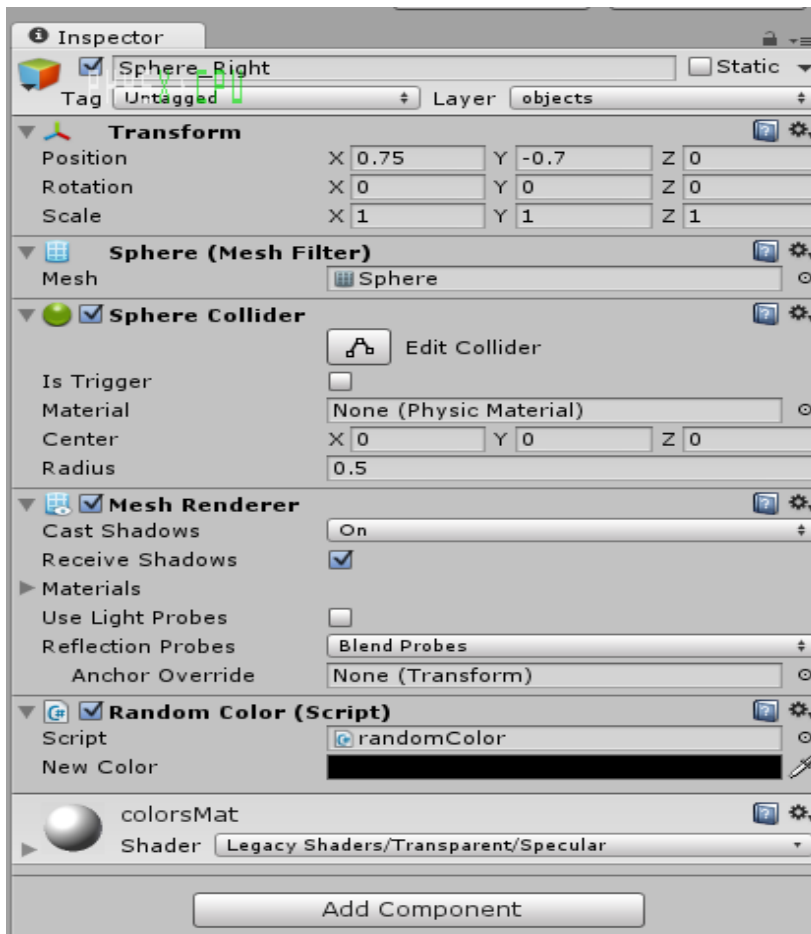 Inspector
Sphere_Right
Static
Tag Untagged Layer objects
Transform
Position X 0.75 Y -0.7 Z 0
Rotation X 0 Y 0 Z 0
Scale X 1 Y 1 Z 1
Sphere (Mesh Filter)
Mesh Sphere
Sphere Collider
Edit Collider
Is Trigger
Material None (Physic Material)
Center X 0 Y 0 Z 0
Radius 0.5
Mesh Renderer
Cast Shadows On
Receive Shadows
Materials
Use Light Probes
Reflection Probes Blend Probes
Anchor Override None (Transform)
Random Color (Script)
Script randomColor
New Color
colorsMat
Shader Legacy Shaders/Transparent/Specular
Add Component